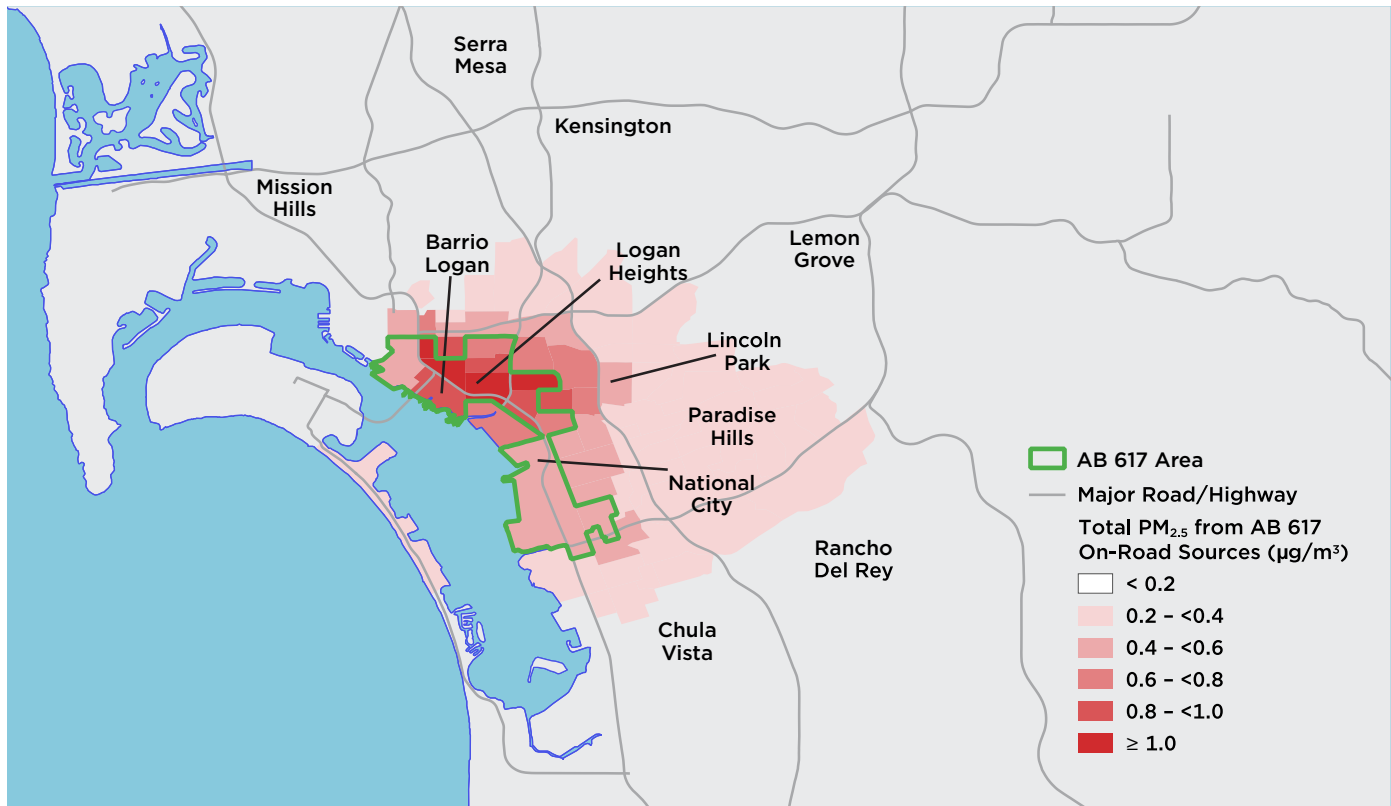 Serra
Mesa
Kensington
Mission
Hills
Barrio
Logan
Logan
Heights
Lemon
Grove
Lincoln
Park
Paradise
Hills
National
City
Rancho
Del Rey
Chula
Vista
AB 617 Area
Major Road/Highway
Total PM₂.₅ from AB 617
On-Road Sources (µg/m³)
< 0.2
0.2 – <0.4
0.4 – <0.6
0.6 – <0.8
0.8 – <1.0
≥ 1.0